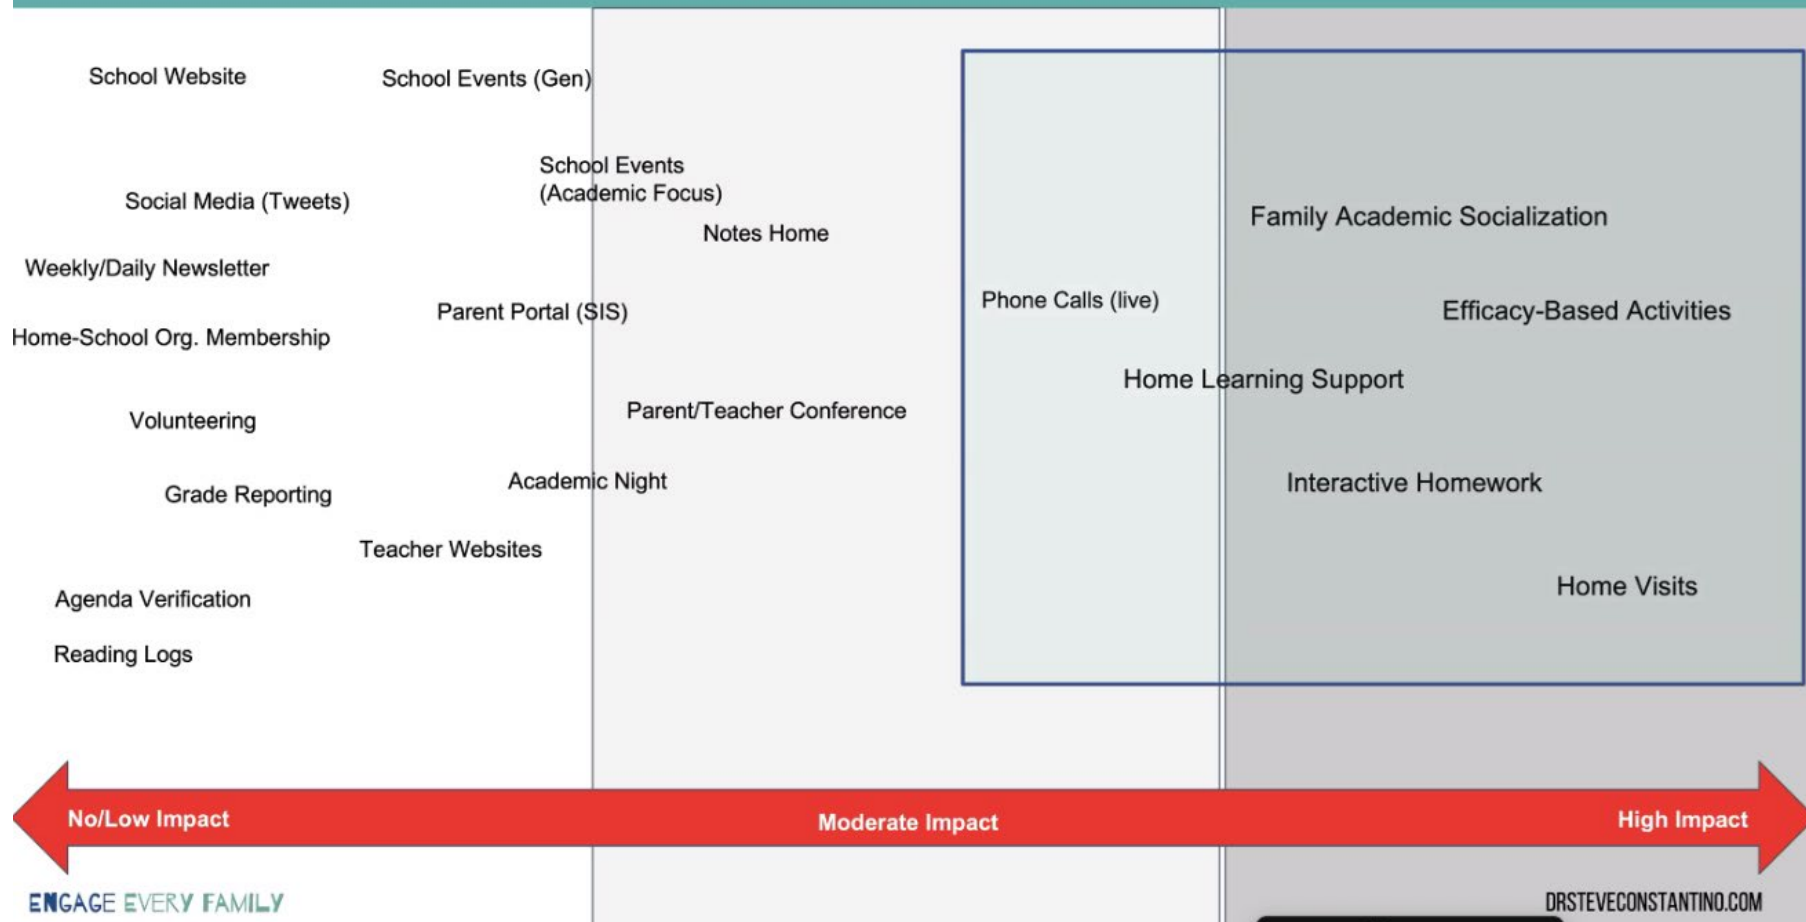 School Website
School Events (Gen)
School Events
(Academic Focus)
Social Media (Tweets)
Notes Home
Family Academic Socialization
Weekly/Daily Newsletter
Phone Calls (live)
Parent Portal (SIS)
Efficacy-Based Activities
Home-School Org. Membership
Home Learning Support
Volunteering
Parent/Teacher Conference
Grade Reporting
Academic Night
Interactive Homework
Teacher Websites
Agenda Verification
Home Visits
Reading Logs
No/Low Impact
Moderate Impact
High Impact
ENGAGE EVERY FAMILY
DRSTEVECONSTANTINO.COM